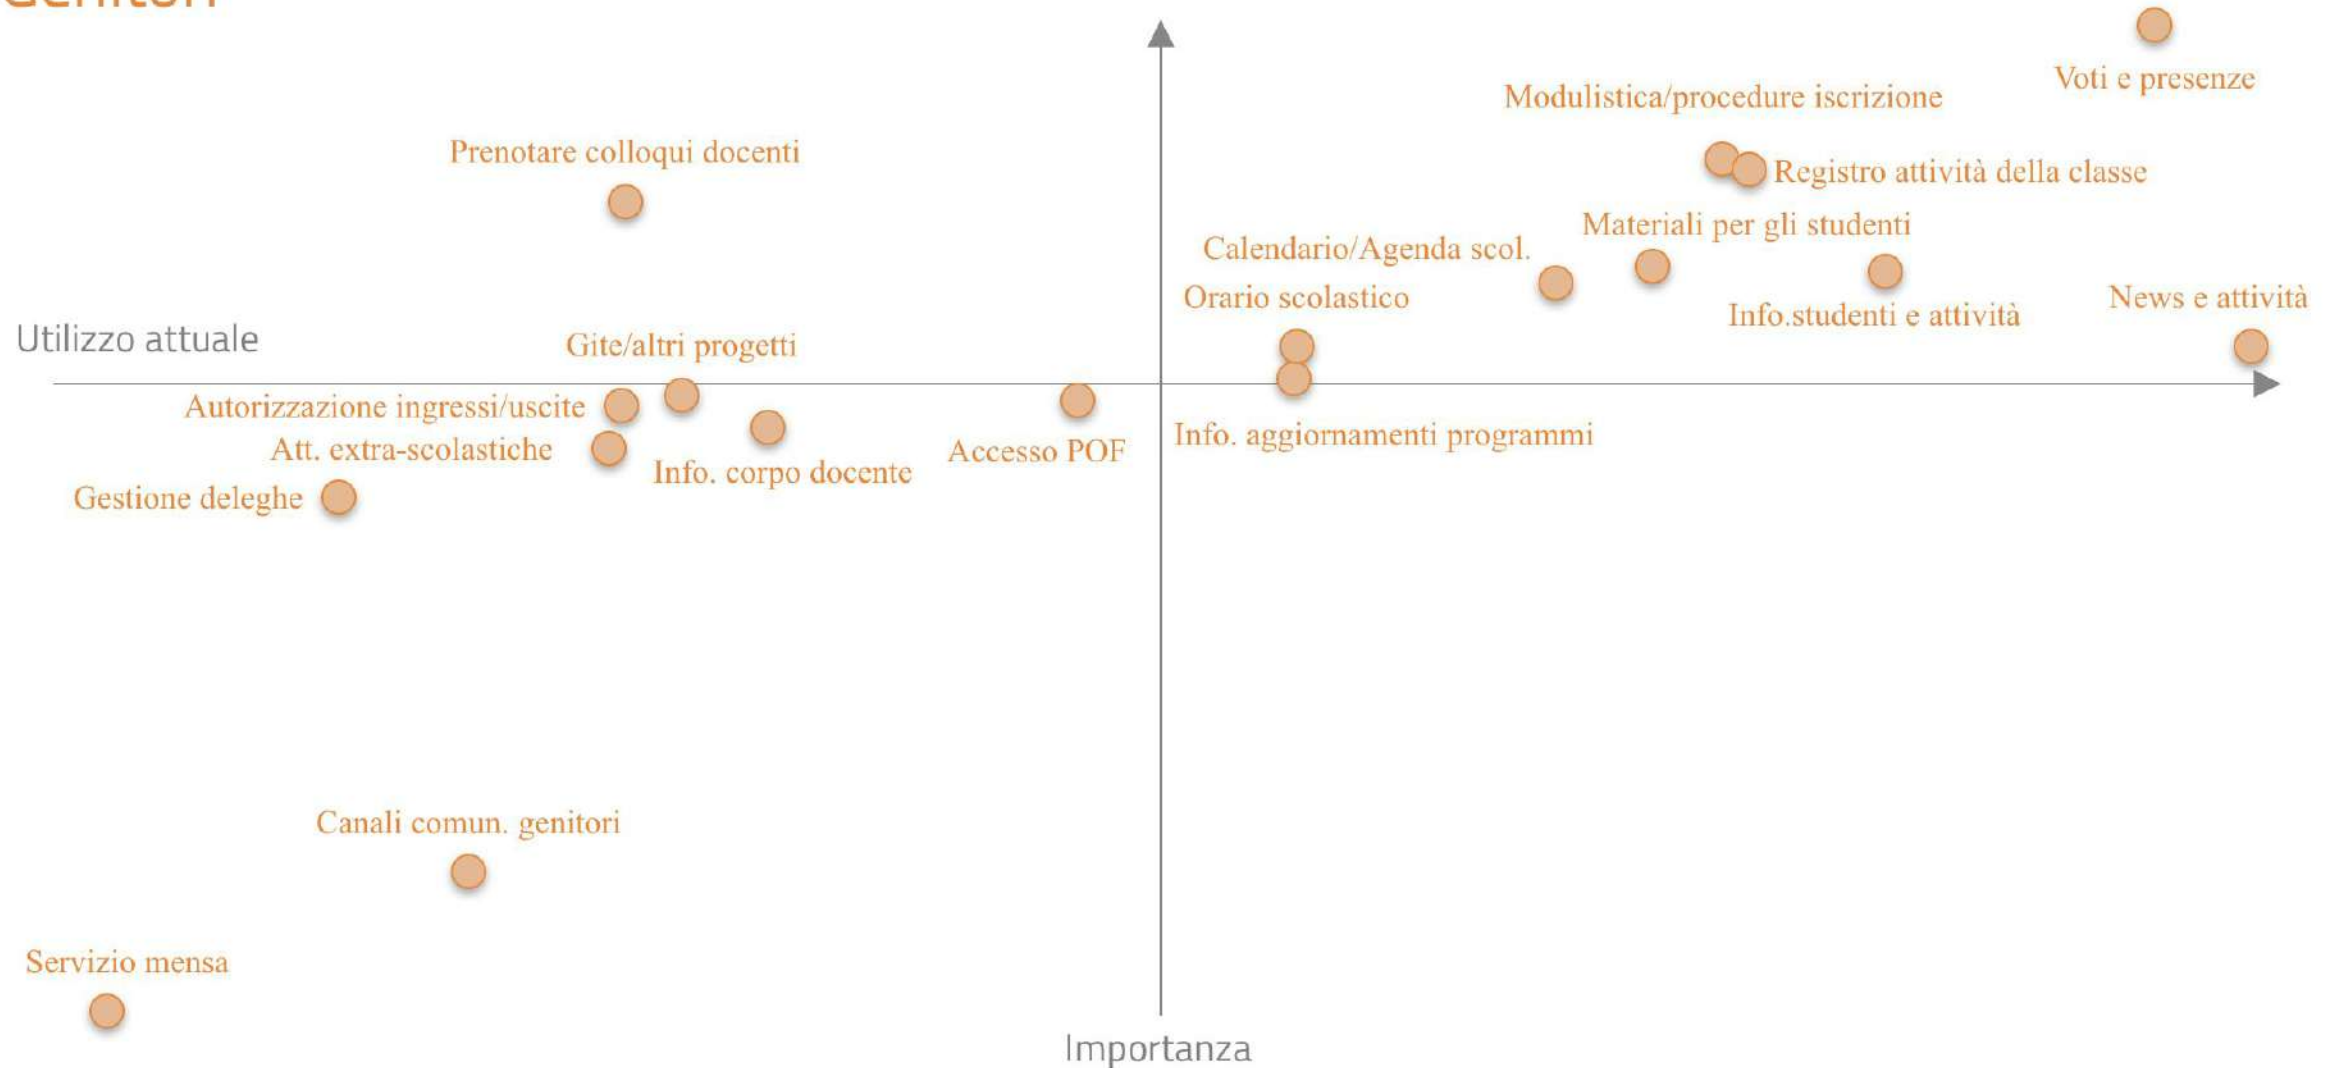 Genitori
Voti e presenze
Modulistica/procedure iscrizione
Prenotare colloqui docenti
Registro attività della classe
Materiali per gli studenti
Calendario/Agenda scol.
Orario scolastico
News e attività
Info.studenti e attività
Utilizzo attuale
Gite/altri progetti
Autorizzazione ingressi/uscite
Info. aggiornamenti programmi
Att. extra-scolastiche
Accesso POF
Info. corpo docente
Gestione deleghe
Canali comun. genitori
Servizio mensa
Importanza